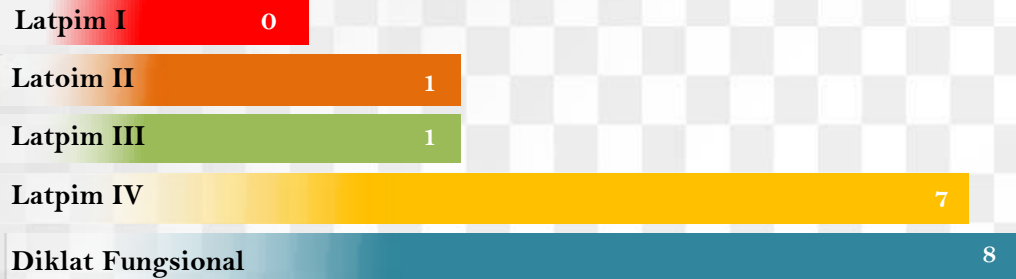 Latpim I 0
Latoim II 1
Latpim III 1
Latpim IV 7
Diklat Fungsional 8